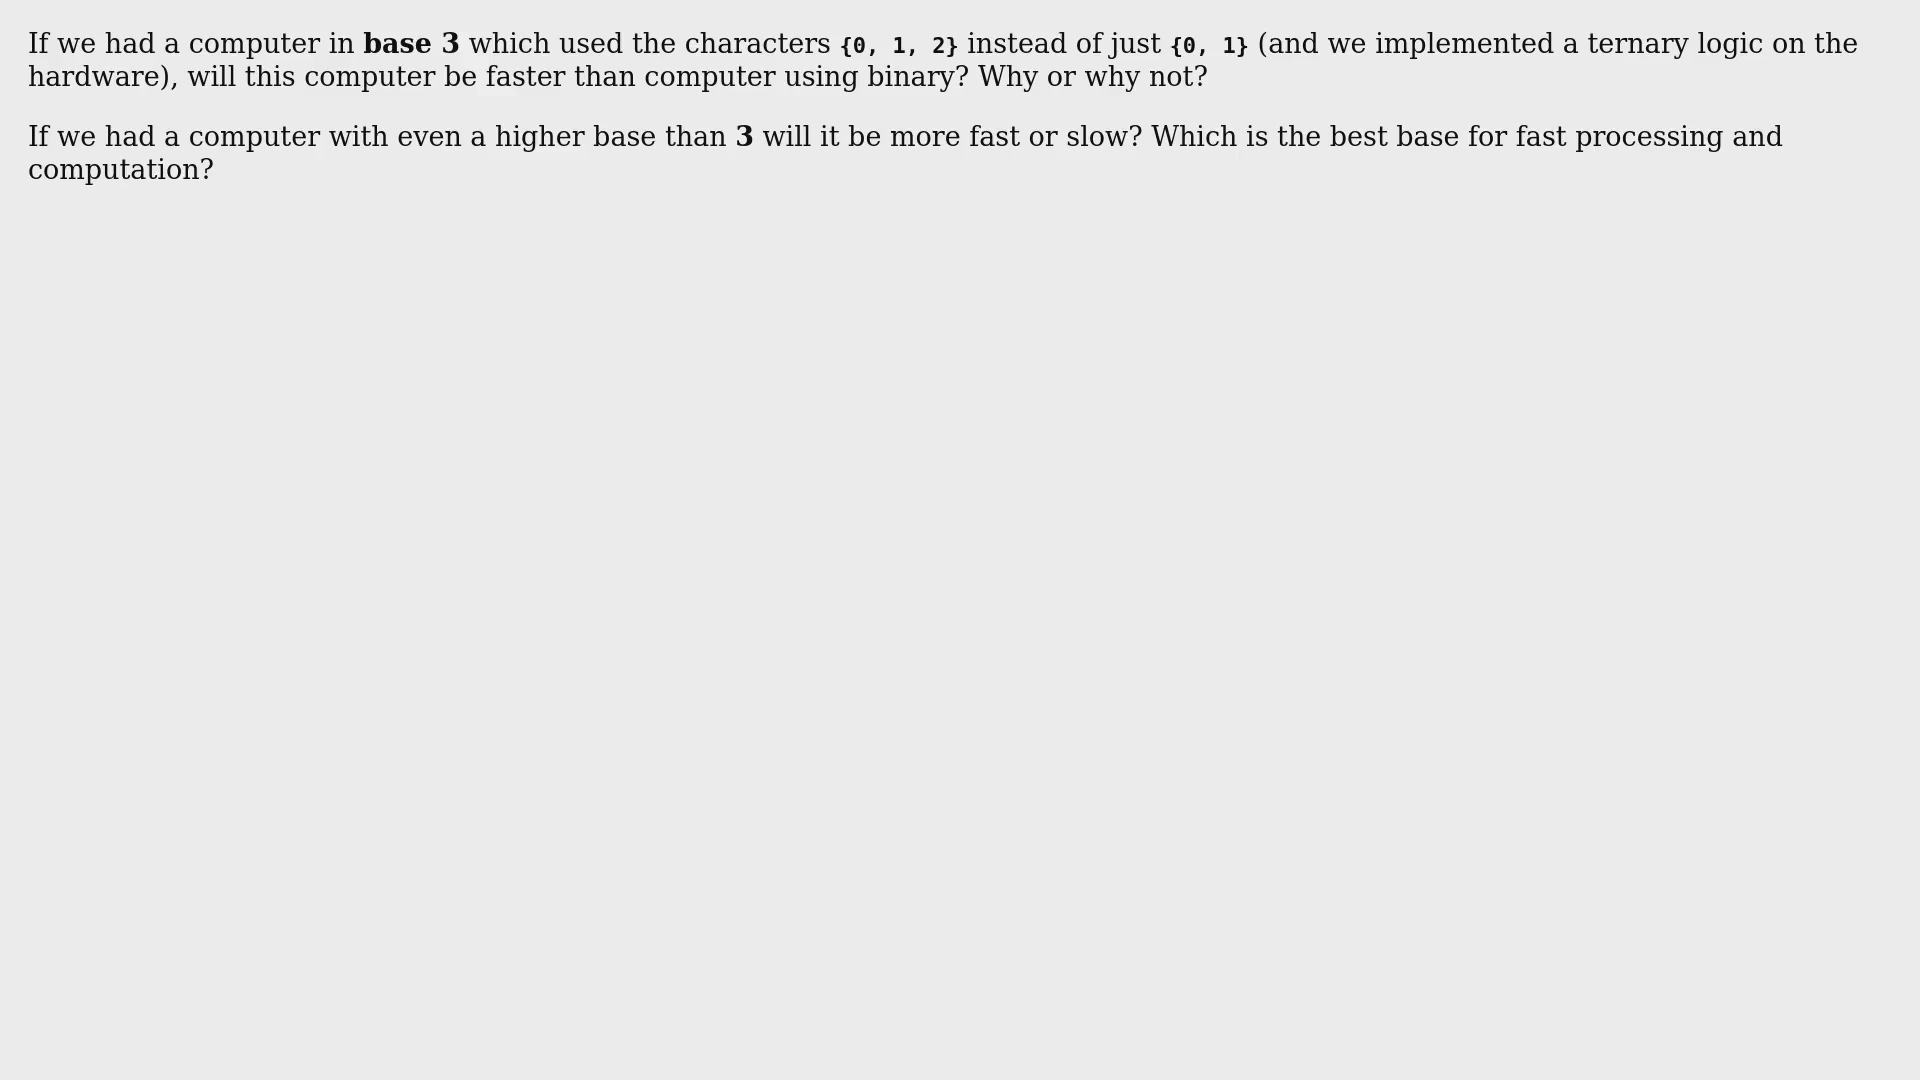 If we had a computer in base 3 which used the characters {0, 1, 2} instead of just {0, 1} (and we implemented a ternary logic on the
hardware), will this computer be faster than computer using binary? Why or why not?
If we had a computer with even a higher base than 3 will it be more fast or slow? Which is the best base for fast processing and
computation?